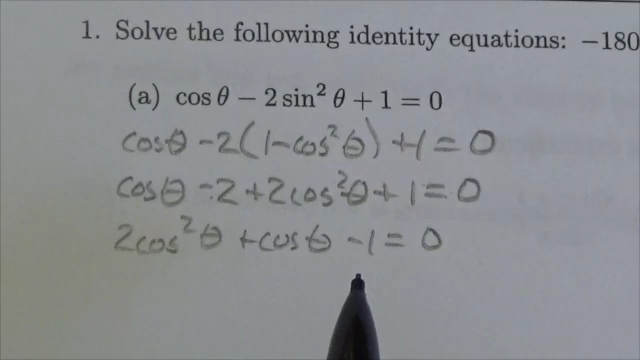 1. Solve the following identity equations: −180
(a) cos θ − 2 sin² θ + 1 = 0
cosθ − 2(1 − cos²θ) + 1 = 0
cosθ − 2 + 2cos²θ + 1 = 0
2cos²θ + cosθ − 1 = 0